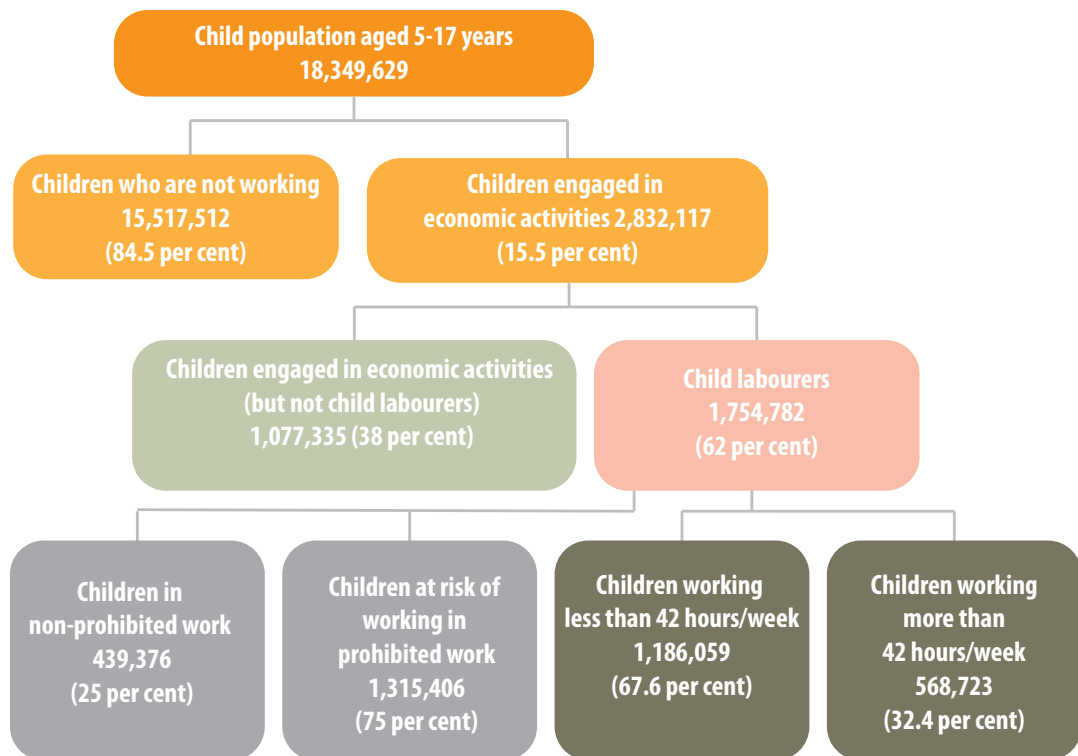 Child population aged 5-17 years
18,349,629
Children who are not working
15,517,512
(84.5 per cent)
Children engaged in
economic activities 2,832,117
(15.5 per cent)
Children engaged in economic activities
(but not child labourers)
1,077,335 (38 per cent)
Child labourers
1,754,782
(62 per cent)
Children in
non-prohibited work
439,376
(25 per cent)
Children at risk of
working in
prohibited work
1,315,406
(75 per cent)
Children working
less than 42 hours/week
1,186,059
(67.6 per cent)
Children working
more than
42 hours/week
568,723
(32.4 per cent)